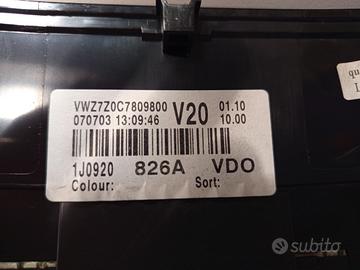 VWZ7Z0C7809800 V20 01.10
070703 13:09:46 10.00
1J0920 826A VDO
Colour: Sort:
subito